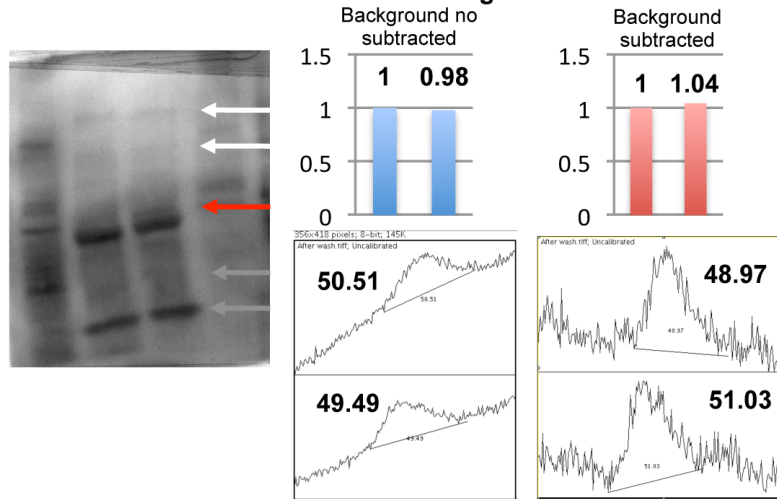 Background no
subtracted
1.5
1 0.98
1
0.5
0
Background
subtracted
1.5
1 1.04
1
0.5
0
356x418 pixels; 8-bit; 145K
After wash.tiff; Uncalibrated
50.51
50.51
49.49
49.49
After wash.tiff; Uncalibrated
48.97
48.97
51.03
51.03